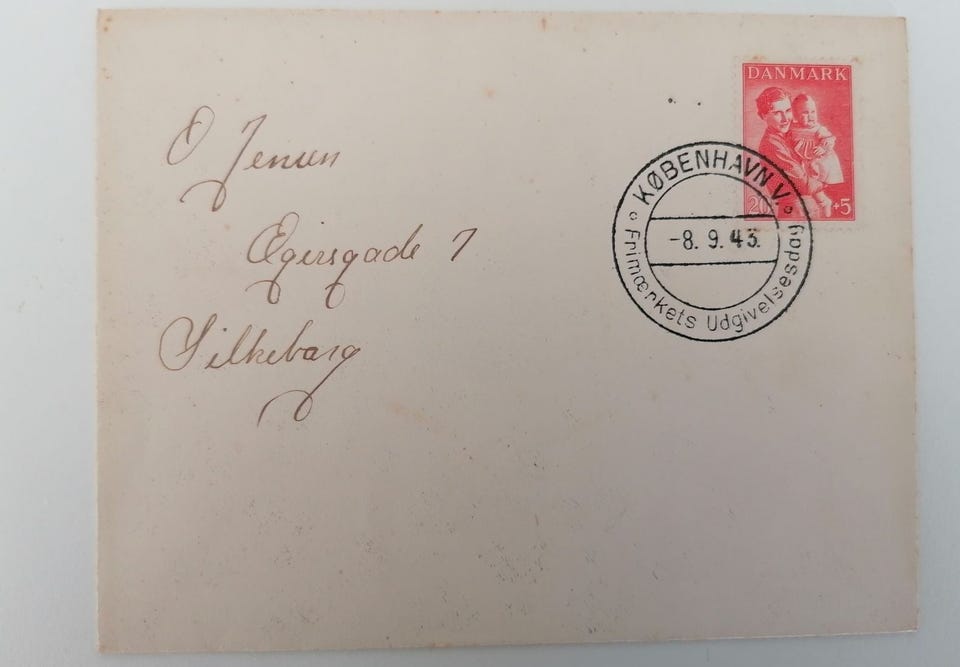 DANMARK
20 +5
KØBENHAVN V.
-8. 9. 43.
Frimærkets Udgivelsesdag
O Jensen
Ægirsgade 7
Silkeborg